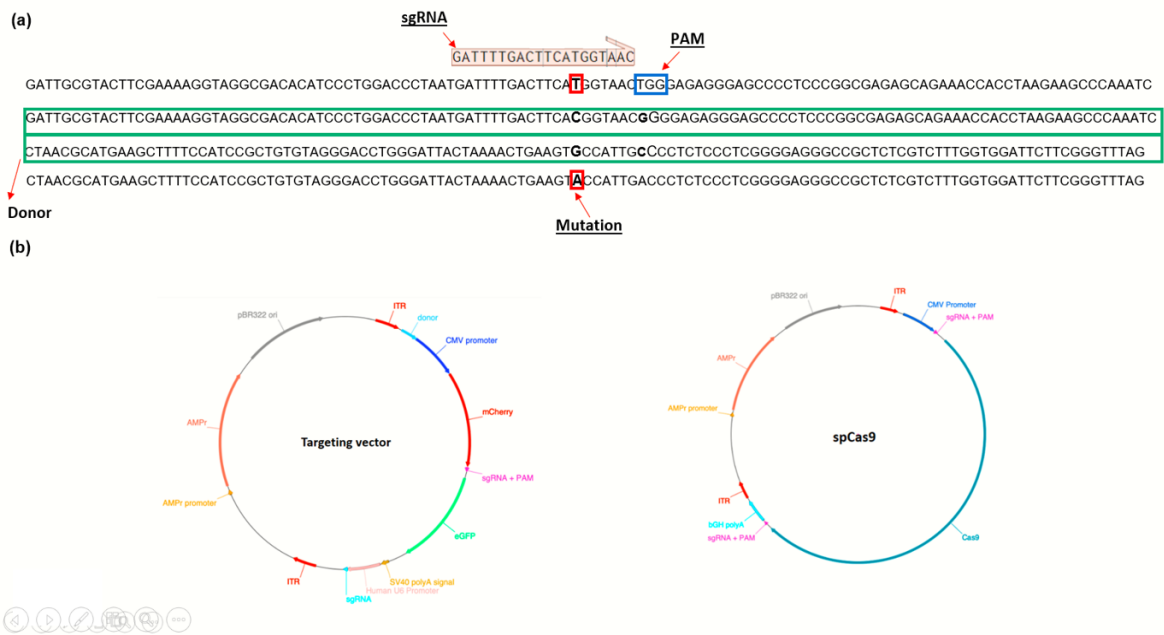 (a)
sgRNA
PAM
GATTTTGACTTCATGGTAAC
GATTGCGTACTTCGAAAAGGTAGGCGACACATCCCTGGACCCTAATGATTTTGACTTCATGGTAACTGGGAGAGGGAGCCCCTCCCGGCGAGAGCAGAAACCACCTAAGAAGCCCAAATC
GATTGCGTACTTCGAAAAGGTAGGCGACACATCCCTGGACCCTAATGATTTTGACTTCACGGTAACGGGGAGAGGGAGCCCCTCCCGGCGAGAGCAGAAACCACCTAAGAAGCCCAAATC
CTAACGCATGAAGCTTTTCCATCCGCTGTGTAGGGACCTGGGATTACTAAAACTGAAGTGCCATTGcCCCTCTCCCTCGGGGAGGGCCGCTCTCGTCTTTGGTGGATTCTTCGGGTTTAG
CTAACGCATGAAGCTTTTCCATCCGCTGTGTAGGGACCTGGGATTACTAAAACTGAAGTACCATTGACCCTCTCCCTCGGGGAGGGCCGCTCTCGTCTTTGGTGGATTCTTCGGGTTTAG
Donor
Mutation
(b)
pBR322 ori
ITR
donor
CMV promoter
AMPr
mCherry
Targeting vector
sgRNA + PAM
AMPr promoter
eGFP
ITR
SV40 polyA signal
Human U6 Promoter
sgRNA
pBR322 ori
ITR
CMV Promoter
sgRNA + PAM
AMPr
AMPr promoter
spCas9
ITR
bGH polyA
sgRNA + PAM
Cas9